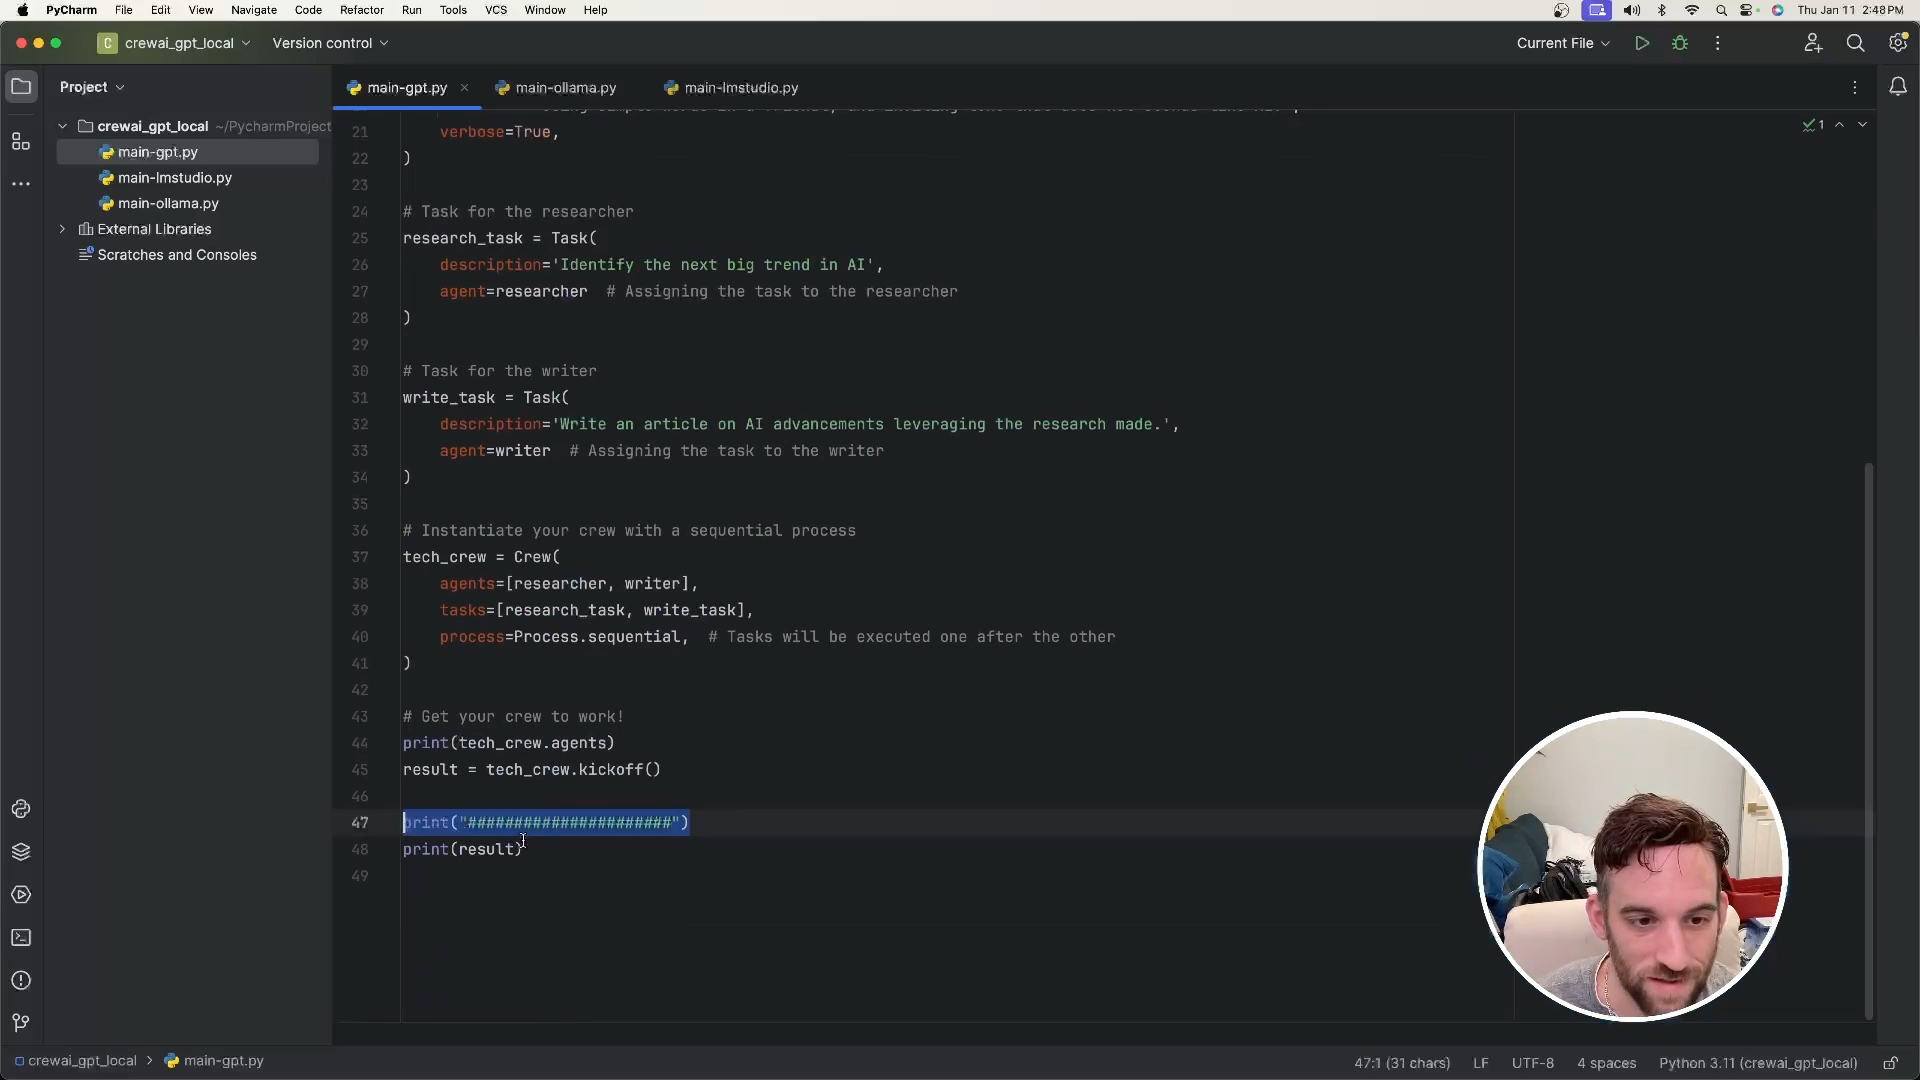 PyCharm File Edit View Navigate Code Refactor Run Tools VCS Window Help Thu Jan 11 2:48 PM
C crewai_gpt_local Version control Current File
Project main-gpt.py main-ollama.py main-lmstudio.py
crewai_gpt_local ~/PycharmProject
main-gpt.py
main-lmstudio.py
main-ollama.py
External Libraries
Scratches and Consoles
1
21 verbose=True,
22 )
23
24 # Task for the researcher
25 research_task = Task(
26 description='Identify the next big trend in AI',
27 agent=researcher # Assigning the task to the researcher
28 )
29
30 # Task for the writer
31 write_task = Task(
32 description='Write an article on AI advancements leveraging the research made.',
33 agent=writer # Assigning the task to the writer
34 )
35
36 # Instantiate your crew with a sequential process
37 tech_crew = Crew(
38 agents=[researcher, writer],
39 tasks=[research_task, write_task],
40 process=Process.sequential, # Tasks will be executed one after the other
41 )
42
43 # Get your crew to work!
44 print(tech_crew.agents)
45 result = tech_crew.kickoff()
46
47 print("######################")
48 print(result)
49
crewai_gpt_local main-gpt.py 47:1 (31 chars) LF UTF-8 4 spaces Python 3.11 (crewai_gpt_local)